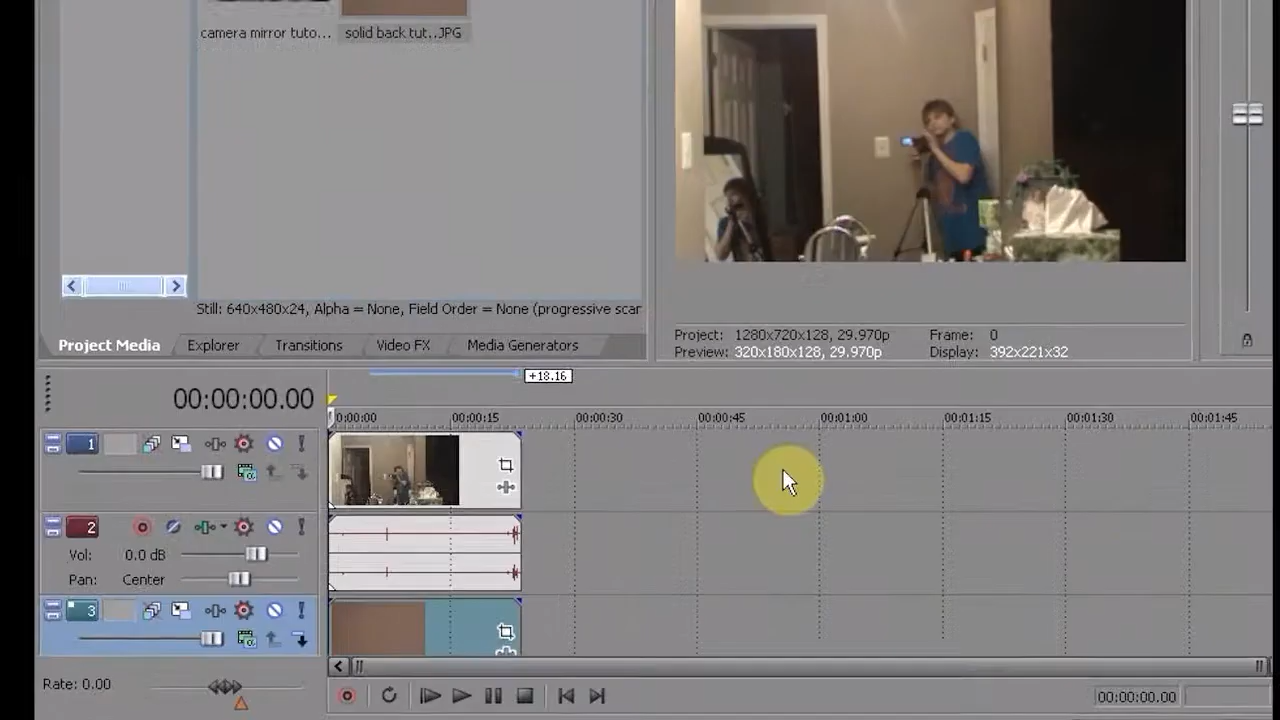 camera mirror tuto...
solid back tut..JPG
Still: 640x480x24, Alpha = None, Field Order = None (progressive scar
Project Media
Explorer
Transitions
Video FX
Media Generators
Project: 1280x720x128, 29.970p
Frame: 0
Preview: 320x180x128, 29.970p
Display: 392x221x32
+18.16
00:00:00.00
0:00:00
00:00:15
00:00:30
00:00:45
00:01:00
00:01:15
00:01:30
00:01:45
1
2
Vol: 0.0 dB
Pan: Center
3
Rate: 0.00
00:00:00.00